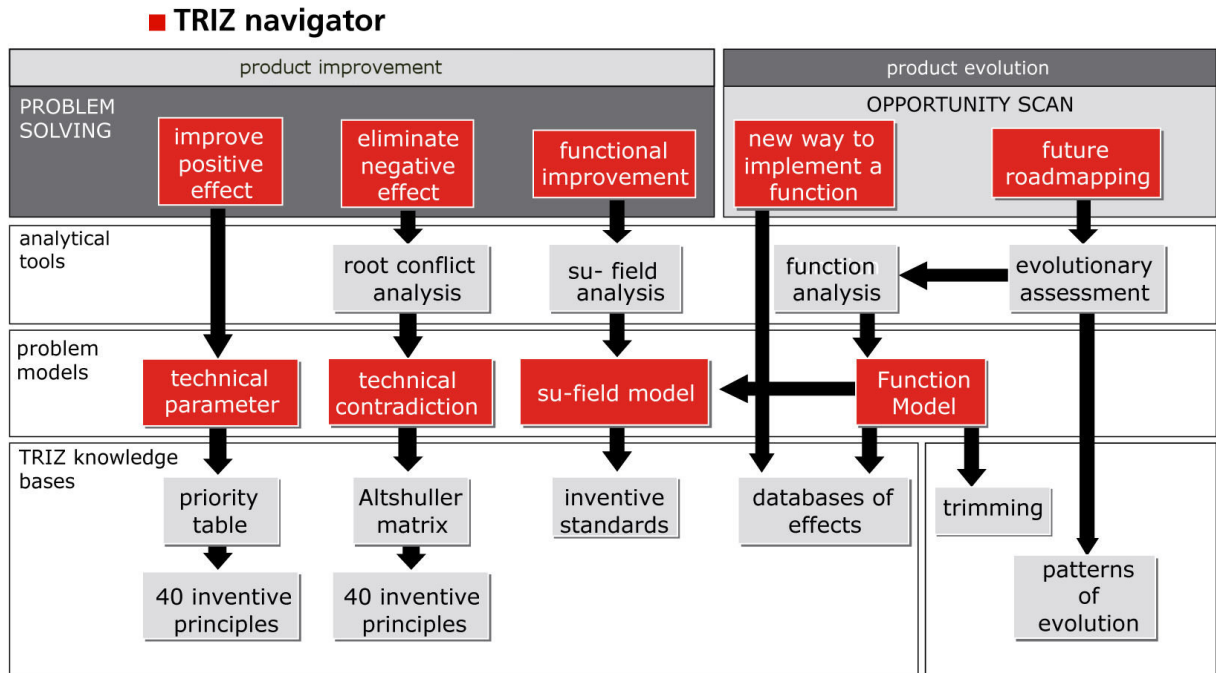 TRIZ navigator
product improvement
product evolution
PROBLEM
SOLVING
OPPORTUNITY SCAN
improve
positive
effect
eliminate
negative
effect
functional
improvement
new way to
implement a
function
future
roadmapping
analytical
tools
root conflict
analysis
su- field
analysis
function
analysis
evolutionary
assessment
problem
models
technical
parameter
technical
contradiction
su-field model
Function
Model
TRIZ knowledge
bases
priority
table
Altshuller
matrix
inventive
standards
databases of
effects
trimming
40 inventive
principles
40 inventive
principles
patterns
of
evolution